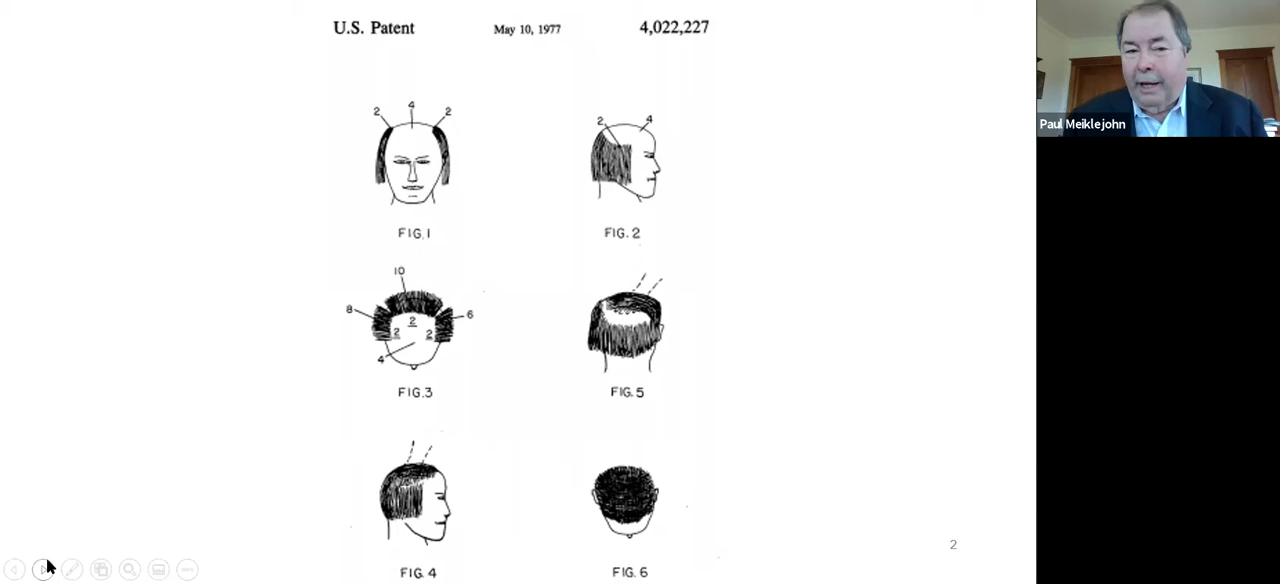 U.S. Patent May 10, 1977 4,022,227
2 4 2
2 4
FIG.1 FIG. 2
10
8 2 6
2 2
4
FIG.3 FIG. 5
FIG. 4 FIG. 6
2
Paul Meiklejohn